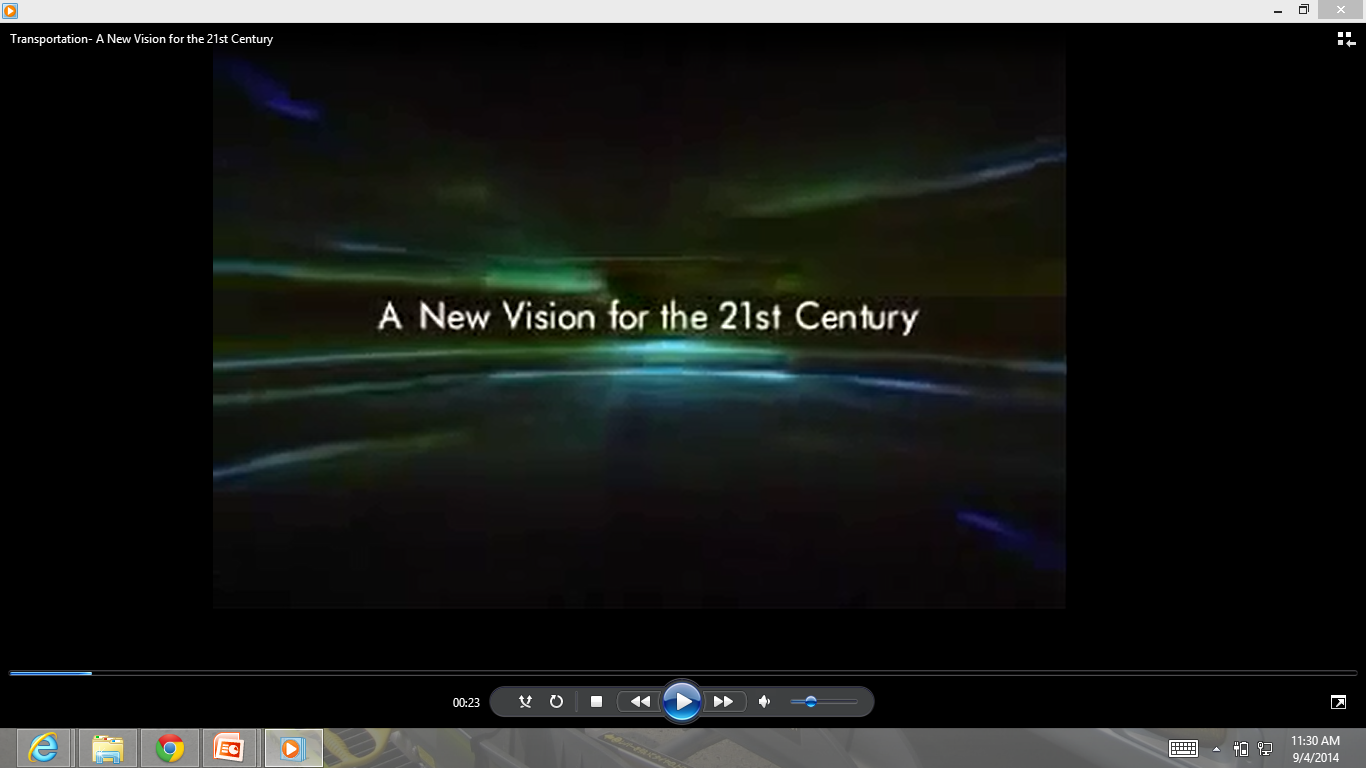 Transportation- A New Vision for the 21st Century
A New Vision for the 21st Century
00:23
11:30 AM
9/4/2014